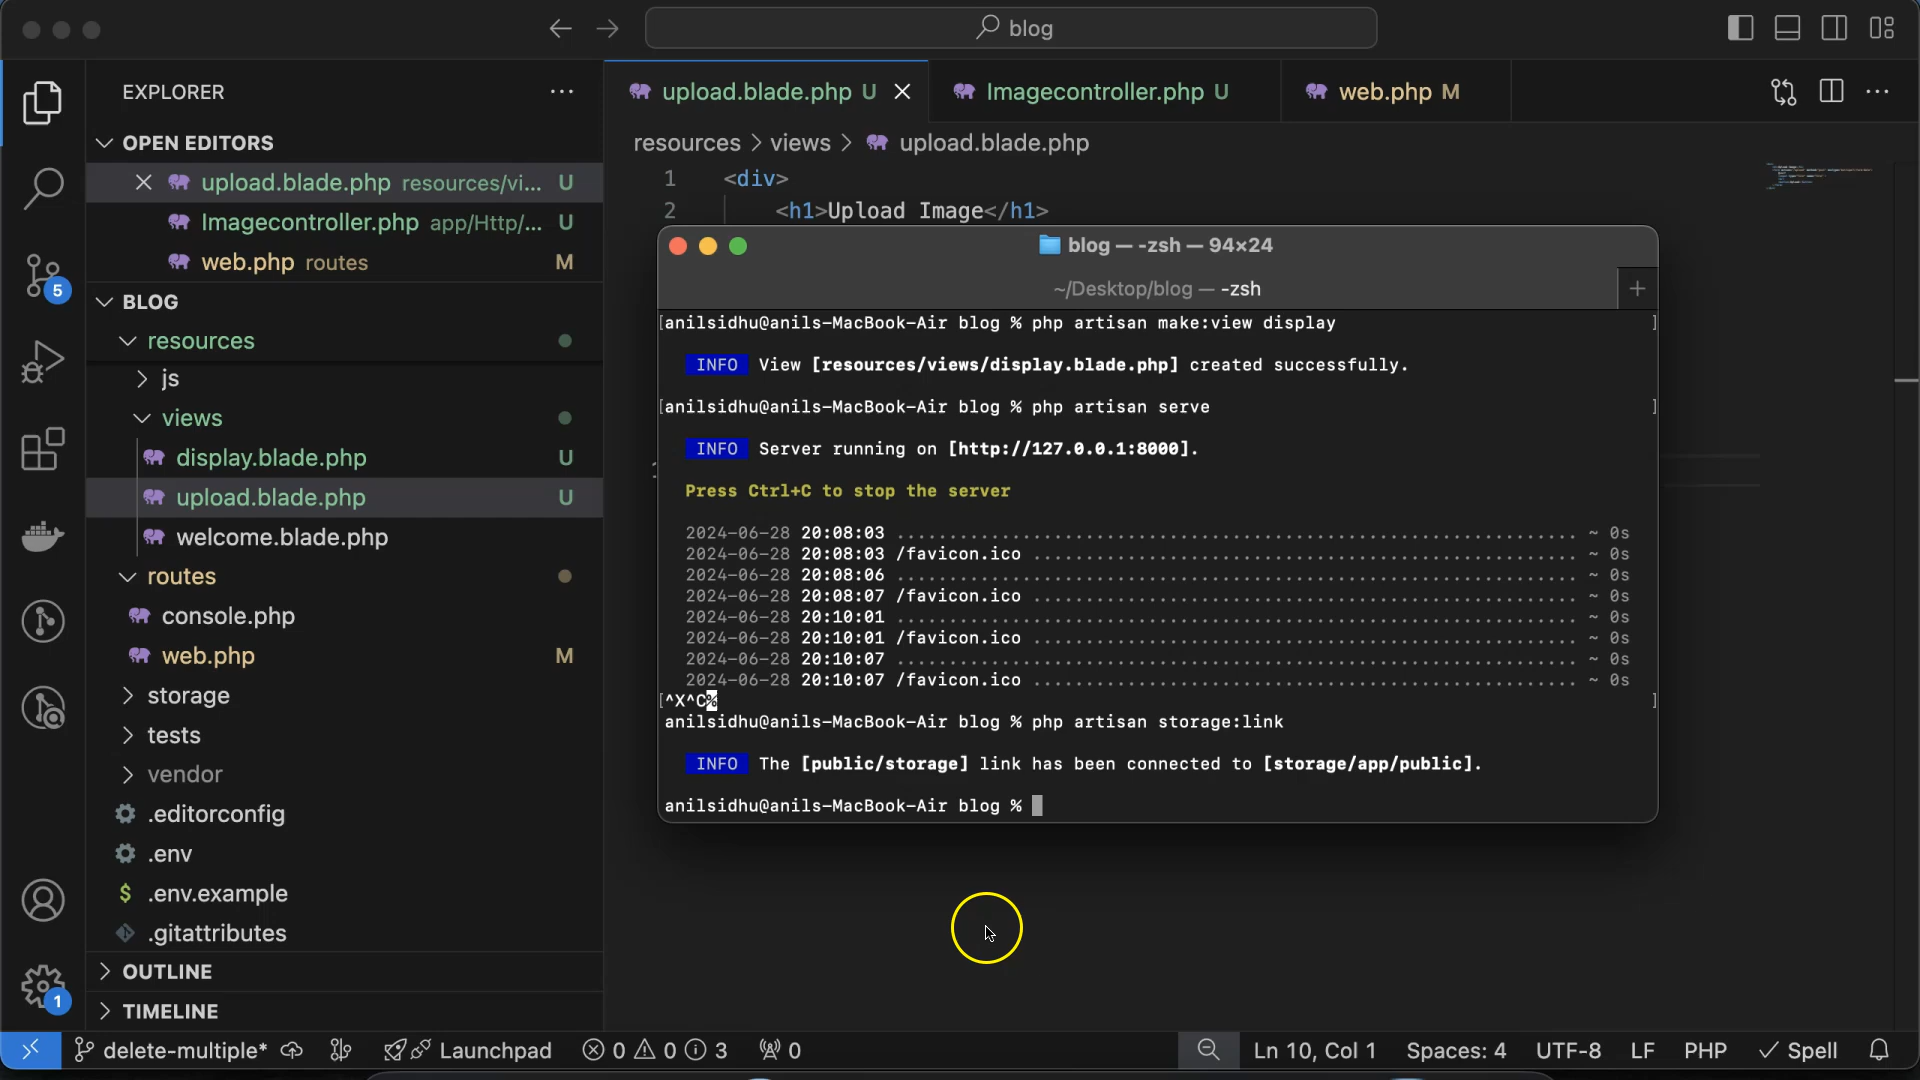 blog
EXPLORER
OPEN EDITORS
upload.blade.php resources/vi... U
Imagecontroller.php app/Http/... U
web.php routes M
BLOG
resources
js
views
display.blade.php U
upload.blade.php U
welcome.blade.php
routes
console.php
web.php M
storage
tests
vendor
.editorconfig
.env
$ .env.example
.gitattributes
OUTLINE
TIMELINE
5
1
upload.blade.php U
Imagecontroller.php U
web.php M
resources > views > upload.blade.php
1 <div>
2 <h1>Upload Image</h1>
blog — -zsh — 94×24
~/Desktop/blog — -zsh
[anilsidhu@anils-MacBook-Air blog % php artisan make:view display ]
INFO View [resources/views/display.blade.php] created successfully.
[anilsidhu@anils-MacBook-Air blog % php artisan serve ]
INFO Server running on [http://127.0.0.1:8000].
Press Ctrl+C to stop the server
2024-06-28 20:08:03 ................................................................. ~ 0s
2024-06-28 20:08:03 /favicon.ico .................................................... ~ 0s
2024-06-28 20:08:06 ................................................................. ~ 0s
2024-06-28 20:08:07 /favicon.ico .................................................... ~ 0s
2024-06-28 20:10:01 ................................................................. ~ 0s
2024-06-28 20:10:01 /favicon.ico .................................................... ~ 0s
2024-06-28 20:10:07 ................................................................. ~ 0s
2024-06-28 20:10:07 /favicon.ico .................................................... ~ 0s
[^X^C% ]
anilsidhu@anils-MacBook-Air blog % php artisan storage:link
INFO The [public/storage] link has been connected to [storage/app/public].
anilsidhu@anils-MacBook-Air blog %
delete-multiple*
Launchpad
0 0 3
0
Ln 10, Col 1
Spaces: 4
UTF-8
LF
PHP
Spell